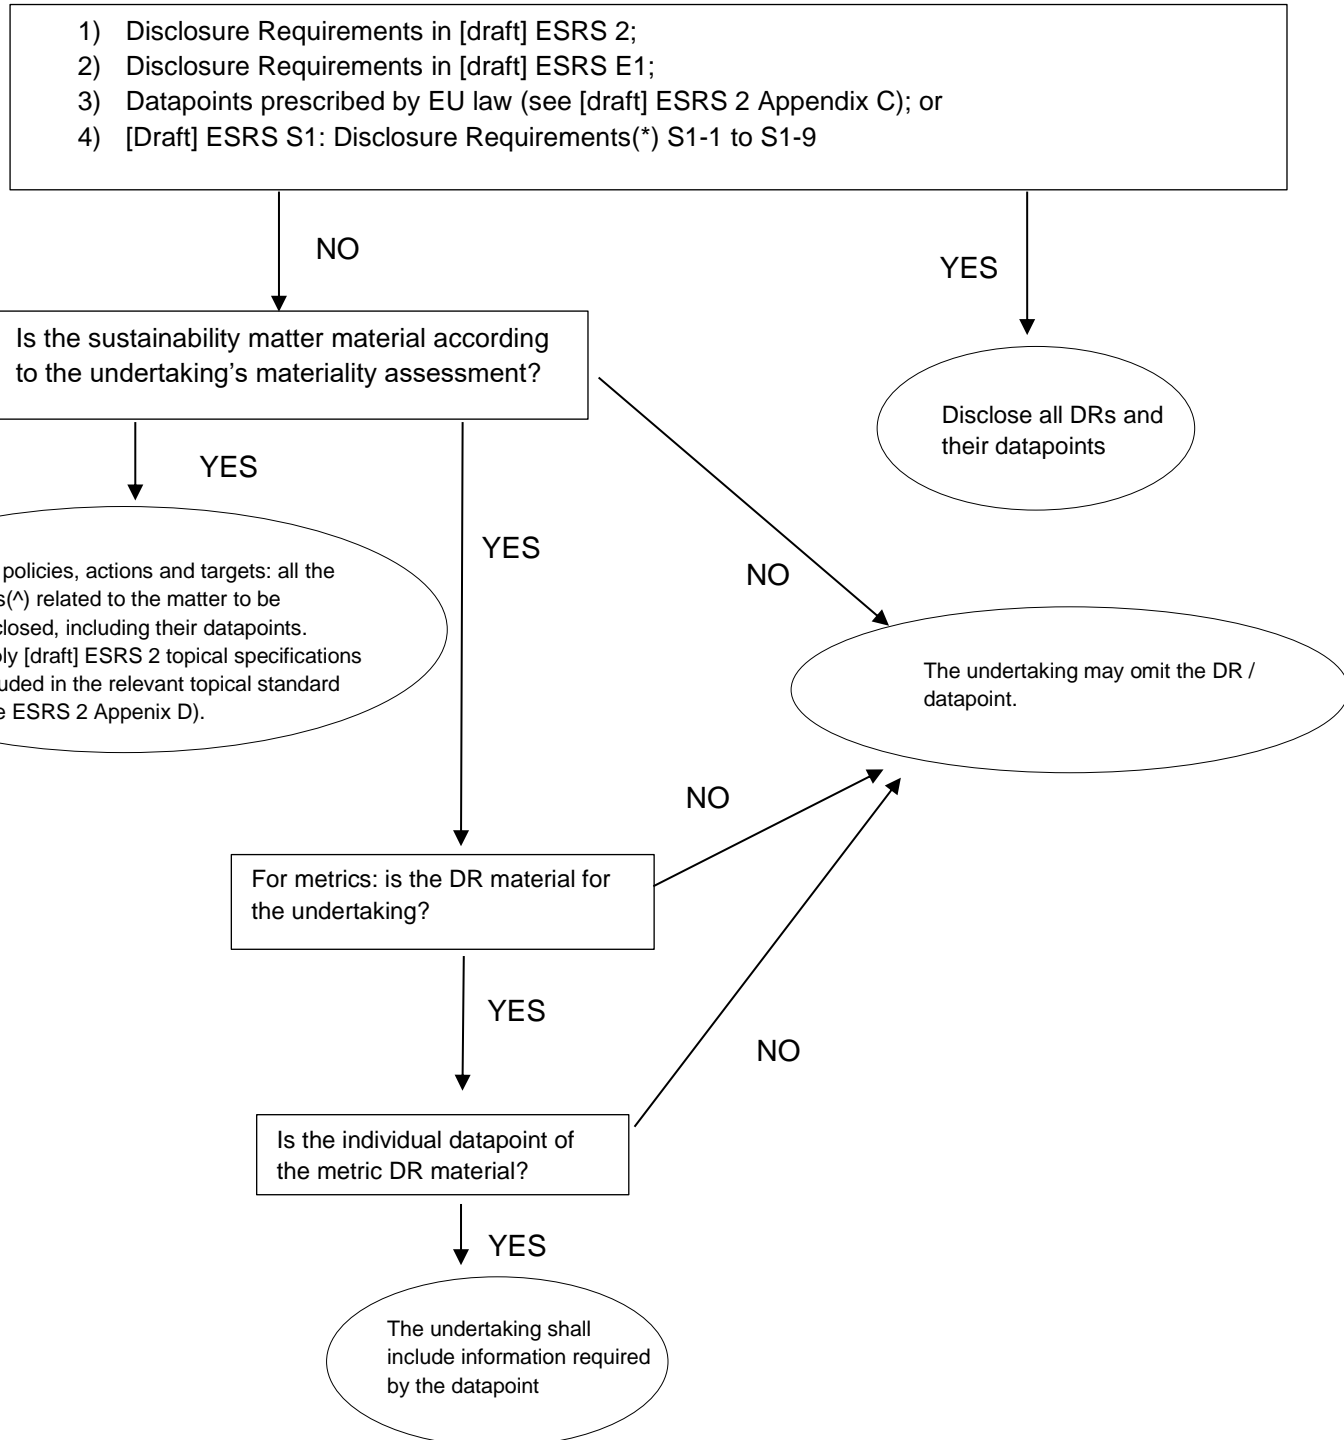 1) Disclosure Requirements in [draft] ESRS 2;
2) Disclosure Requirements in [draft] ESRS E1;
3) Datapoints prescribed by EU law (see [draft] ESRS 2 Appendix C); or
4) [Draft] ESRS S1: Disclosure Requirements(*) S1-1 to S1-9
NO
YES
Is the sustainability matter material according
to the undertaking’s materiality assessment?
Disclose all DRs and
their datapoints
YES
YES
NO
policies, actions and targets: all the
s(^) related to the matter to be
closed, including their datapoints.
ly [draft] ESRS 2 topical specifications
uded in the relevant topical standard
e ESRS 2 Appenix D).
The undertaking may omit the DR /
datapoint.
NO
For metrics: is the DR material for
the undertaking?
YES
NO
Is the individual datapoint of
the metric DR material?
YES
The undertaking shall
include information required
by the datapoint